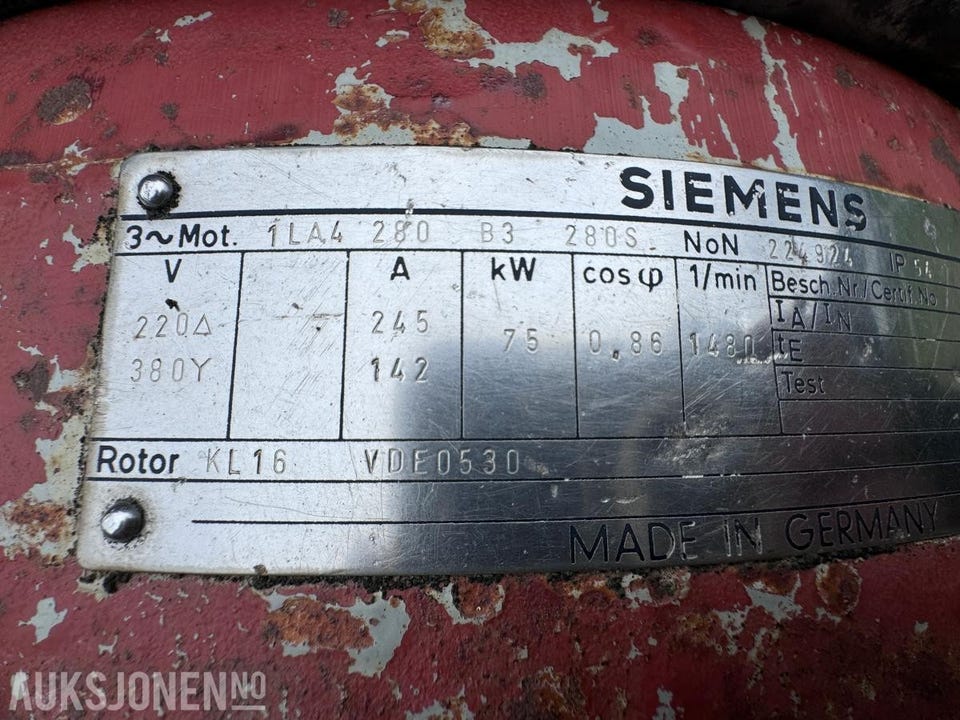 SIEMENS
3~Mot. 1LA4 280 B3 280S NoN 224924 IP 54
V A kW cos φ 1/min Besch.Nr./Certif.No
220Δ 245 75 0,86 1480 IA/IN
380Y 142 tE
Test
Rotor KL16 VDE0530
MADE IN GERMANY
AUKSJONEN NO